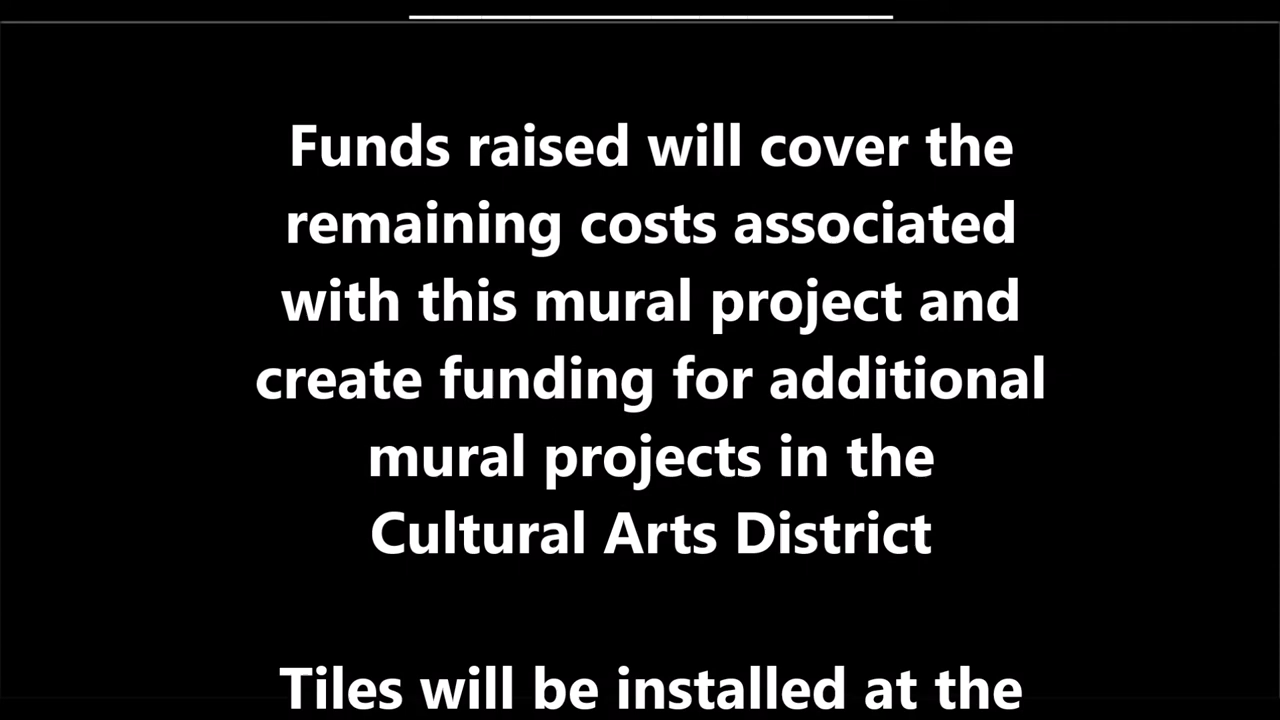 Funds raised will cover the
remaining costs associated
with this mural project and
create funding for additional
mural projects in the
Cultural Arts District
Tiles will be installed at the